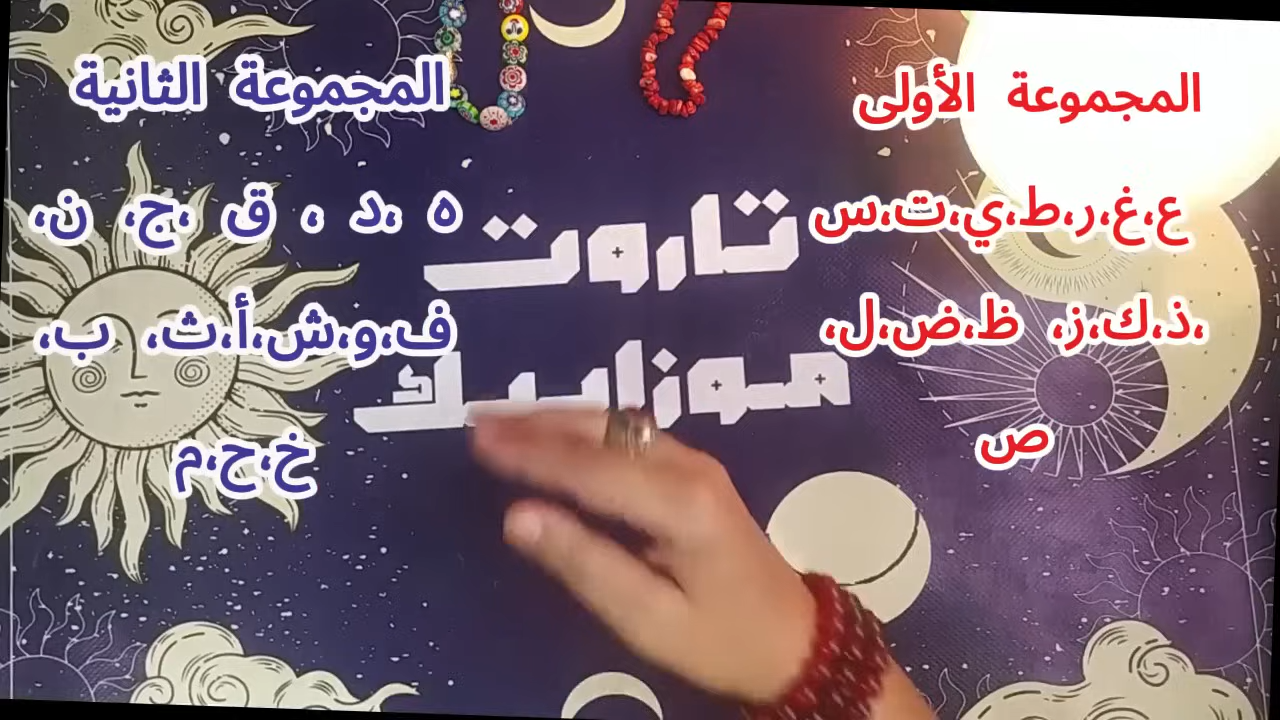 المجموعة الأولى
ع،غ،ر،ط،ي،ت،س
،ذ،ك،ز، ظ،ض،ل،
ص
المجموعة الثانية
ه ،د ، ق ،ج، ن،
ف،و،ش،أ،ث، ب،
خ،ح،م
تاروت
موزاييك